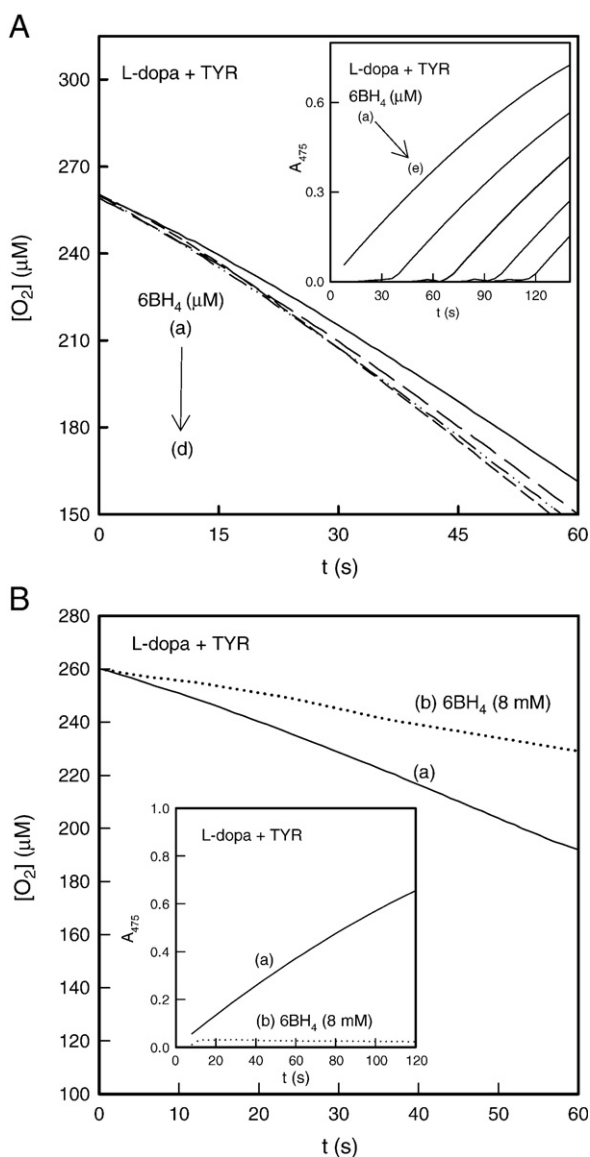 A
L-dopa + TYR
[O₂] (μM)
310
300
270
240
210
180
150
0
15
30
45
60
t (s)
6BH₄ (μM)
(a)
(d)
L-dopa + TYR
6BH₄ (μM)
(a)
(e)
A₄₇₅
0.6
0.3
0.0
0
30
60
90
120
t (s)
B
L-dopa + TYR
[O₂] (μM)
280
260
240
220
200
180
160
140
120
100
0
10
20
30
40
50
60
t (s)
(b) 6BH₄ (8 mM)
(a)
L-dopa + TYR
A₄₇₅
1.0
0.8
0.6
0.4
0.2
0.0
0
20
40
60
80
100
120
t (s)
(a)
(b) 6BH₄ (8 mM)